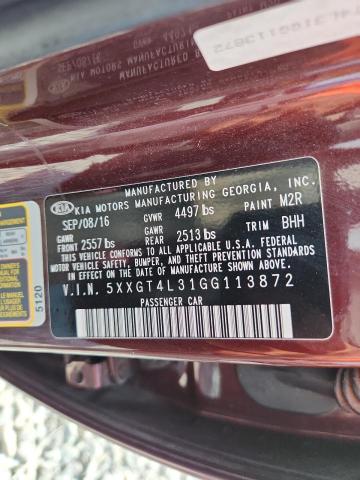 MANUFACTURED BY
KIA KIA MOTORS MANUFACTURING GEORGIA, INC.
SEP/08/16 GVWR 4497 lbs PAINT M2R
GAWR FRONT 2557 lbs GAWR REAR 2513 lbs TRIM BHH
THIS VEHICLE CONFORMS TO ALL APPLICABLE U.S.A. FEDERAL
MOTOR VEHICLE SAFETY, BUMPER, AND THEFT PREVENTION STANDARDS
IN EFFECT ON THE DATE OF MANUFACTURE SHOWN ABOVE.
V.I.N. 5XXGT4L31GG113872
PASSENGER CAR
5120